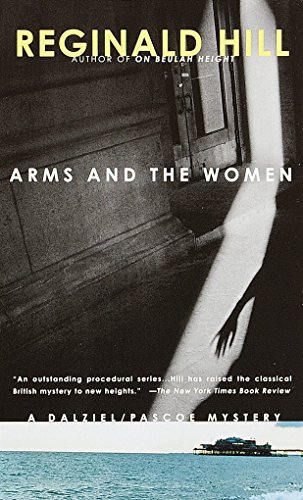 REGINALD HILL
AUTHOR OF ON BEULAH HEIGHT
ARMS AND THE WOMEN
"An outstanding procedural series...Hill has raised the classical
British mystery to new heights." —The New York Times Book Review
A DALZIEL/PASCOE MYSTERY